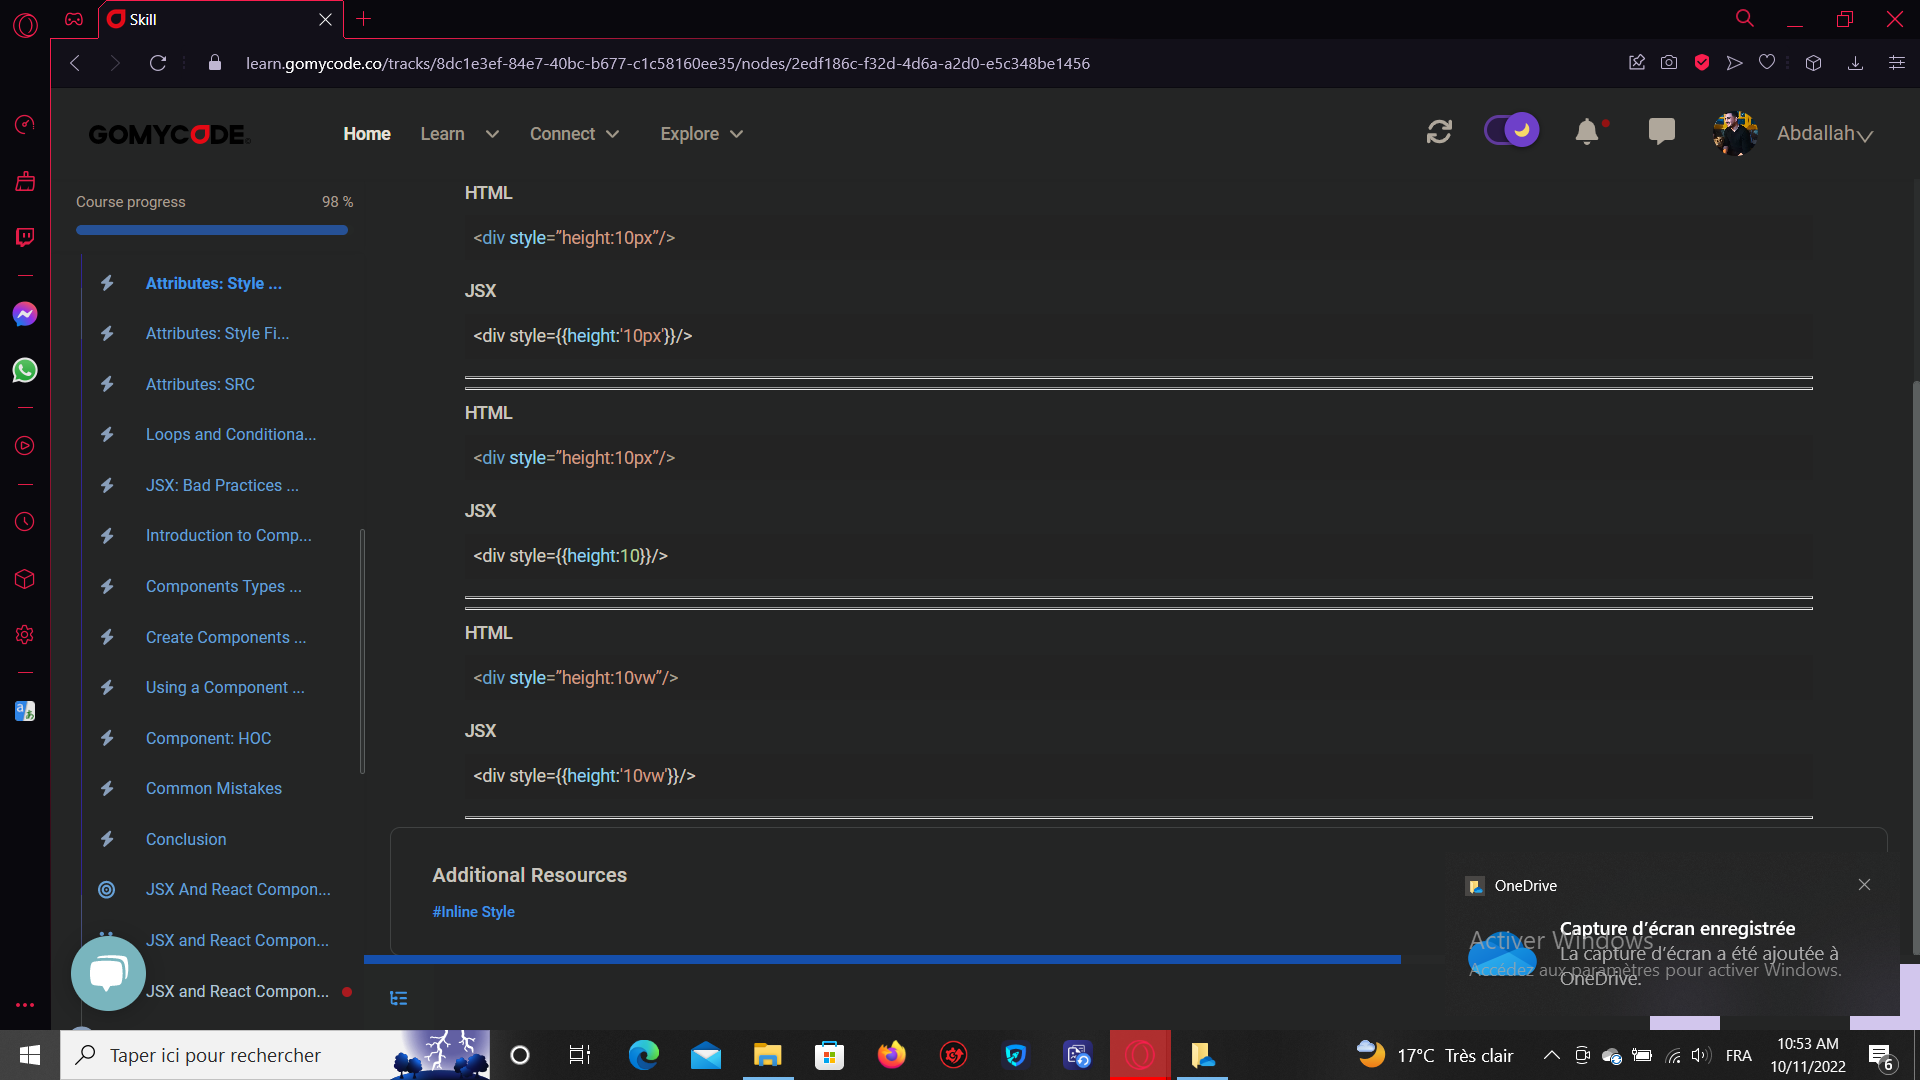 Skill
learn.gomycode.co/tracks/8dc1e3ef-84e7-40bc-b677-c1c58160ee35/nodes/2edf186c-f32d-4d6a-a2d0-e5c348be1456
GOMYCODE
Home Learn Connect Explore
Abdallah
Course progress 98 %
Attributes: Style ...
Attributes: Style Fi...
Attributes: SRC
Loops and Conditiona...
JSX: Bad Practices ...
Introduction to Comp...
Components Types ...
Create Components ...
Using a Component ...
Component: HOC
Common Mistakes
Conclusion
JSX And React Compon...
JSX and React Compon...
JSX and React Compon...
HTML
<div style=”height:10px”/>
JSX
<div style={{height:'10px'}}/>
HTML
<div style=”height:10px”/>
JSX
<div style={{height:10}}/>
HTML
<div style=”height:10vw”/>
JSX
<div style={{height:'10vw'}}/>
Additional Resources
#Inline Style
OneDrive
Capture d’écran enregistrée
La capture d’écran a été ajoutée à
OneDrive.
Activer Windows
Accédez aux paramètres pour activer Windows.
Taper ici pour rechercher
17°C Très clair
FRA
10:53 AM
10/11/2022
6